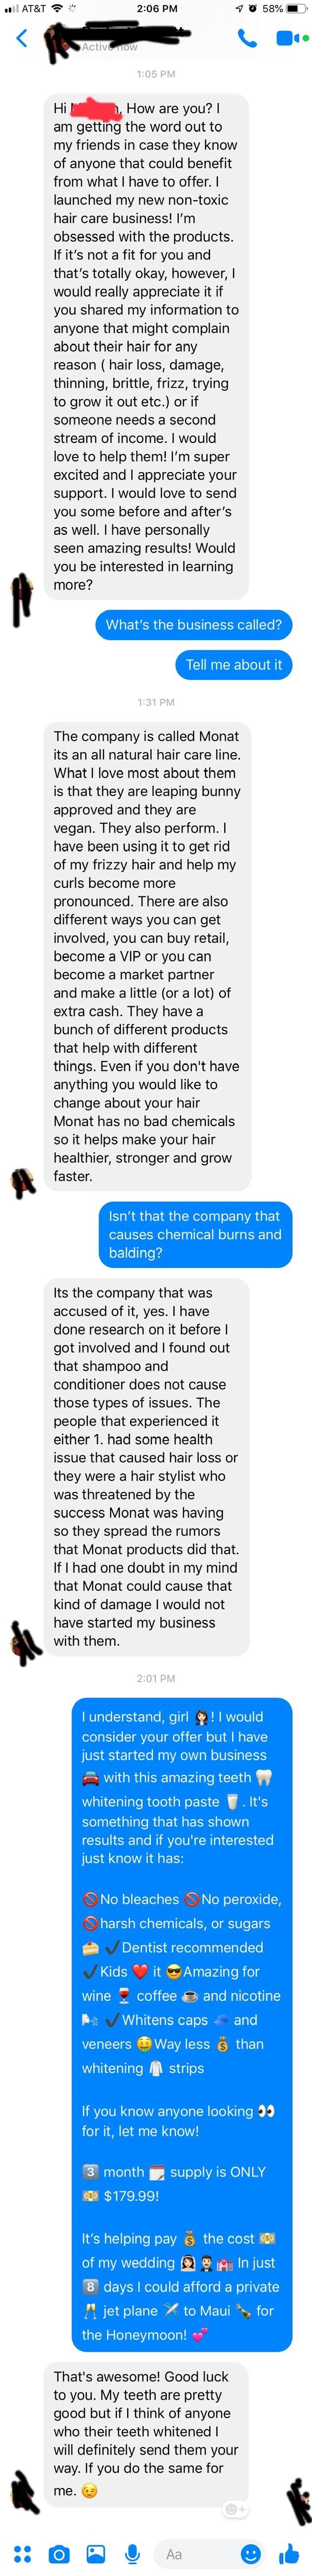 AT&T 2:06 PM 58%
Active now
1:05 PM
Hi, How are you? I
am getting the word out to
my friends in case they know
of anyone that could benefit
from what I have to offer. I
launched my new non-toxic
hair care business! I'm
obsessed with the products.
If it's not a fit for you and
that's totally okay, however, I
would really appreciate it if
you shared my information to
anyone that might complain
about their hair for any
reason ( hair loss, damage,
thinning, brittle, frizz, trying
to grow it out etc.) or if
someone needs a second
stream of income. I would
love to help them! I'm super
excited and I appreciate your
support. I would love to send
you some before and after's
as well. I have personally
seen amazing results! Would
you be interested in learning
more?
What's the business called?
Tell me about it
1:31 PM
The company is called Monat
its an all natural hair care line.
What I love most about them
is that they are leaping bunny
approved and they are
vegan. They also perform. I
have been using it to get rid
of my frizzy hair and help my
curls become more
pronounced. There are also
different ways you can get
involved, you can buy retail,
become a VIP or you can
become a market partner
and make a little (or a lot) of
extra cash. They have a
bunch of different products
that help with different
things. Even if you don't have
anything you would like to
change about your hair
Monat has no bad chemicals
so it helps make your hair
healthier, stronger and grow
faster.
Isn't that the company that
causes chemical burns and
balding?
Its the company that was
accused of it, yes. I have
done research on it before I
got involved and I found out
that shampoo and
conditioner does not cause
those types of issues. The
people that experienced it
either 1. had some health
issue that caused hair loss or
they were a hair stylist who
was threatened by the
success Monat was having
so they spread the rumors
that Monat products did that.
If I had one doubt in my mind
that Monat could cause that
kind of damage I would not
have started my business
with them.
2:01 PM
I understand, girl 👰🏻! I would
consider your offer but I have
just started my own business
🚘 with this amazing teeth 🦷
whitening tooth paste 🥛. It's
something that has shown
results and if you're interested
just know it has:
🚫No bleaches 🚫No peroxide,
🚫harsh chemicals, or sugars
🍰 ✔️Dentist recommended
✔️Kids ❤️ it 😎Amazing for
wine 🍷 coffee ☕ and nicotine
🌬 ✔️Whitens caps 🧢 and
veneers 🤑Way less 💰 than
whitening 🥼 strips
If you know anyone looking 👀
for it, let me know!
3️⃣ month 🗓 supply is ONLY
💵 $179.99!
It's helping pay 💰 the cost 💵
of my wedding 👰🏻🤵🏻💒 In just
8️⃣ days I could afford a private
🥂 jet plane ✈️ to Maui 🍾 for
the Honeymoon! 💕
That's awesome! Good luck
to you. My teeth are pretty
good but if I think of anyone
who their teeth whitened I
will definitely send them your
way. If you do the same for
me. 😉
Aa